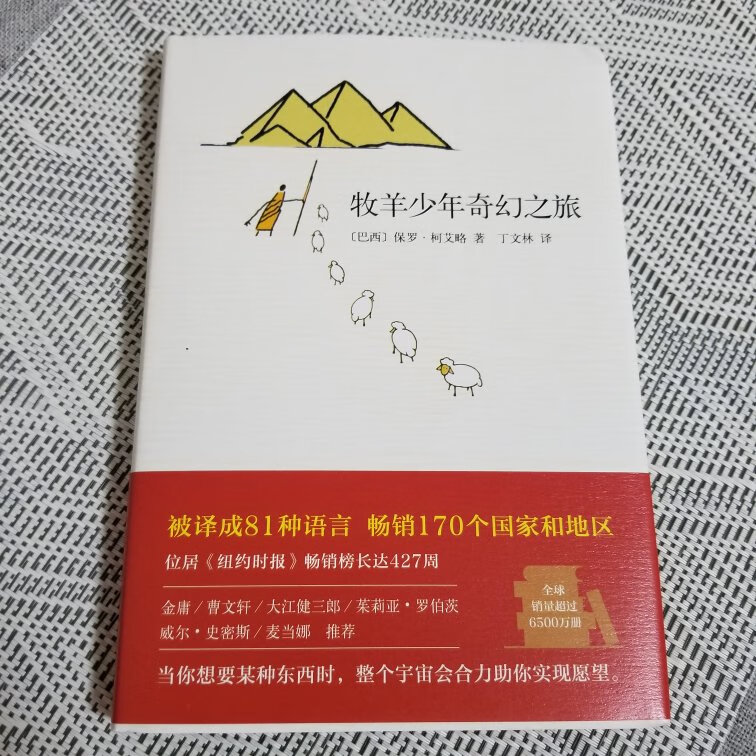 牧羊少年奇幻之旅
〔巴西〕保罗·柯艾略 著 丁文林 译
被译成81种语言 畅销170个国家和地区
位居《纽约时报》畅销榜长达427周
金庸/曹文轩/大江健三郎/茱莉亚·罗伯茨
威尔·史密斯/麦当娜 推荐
全球
销量超过
6500万册
当你想要某种东西时，整个宇宙会合力助你实现愿望。